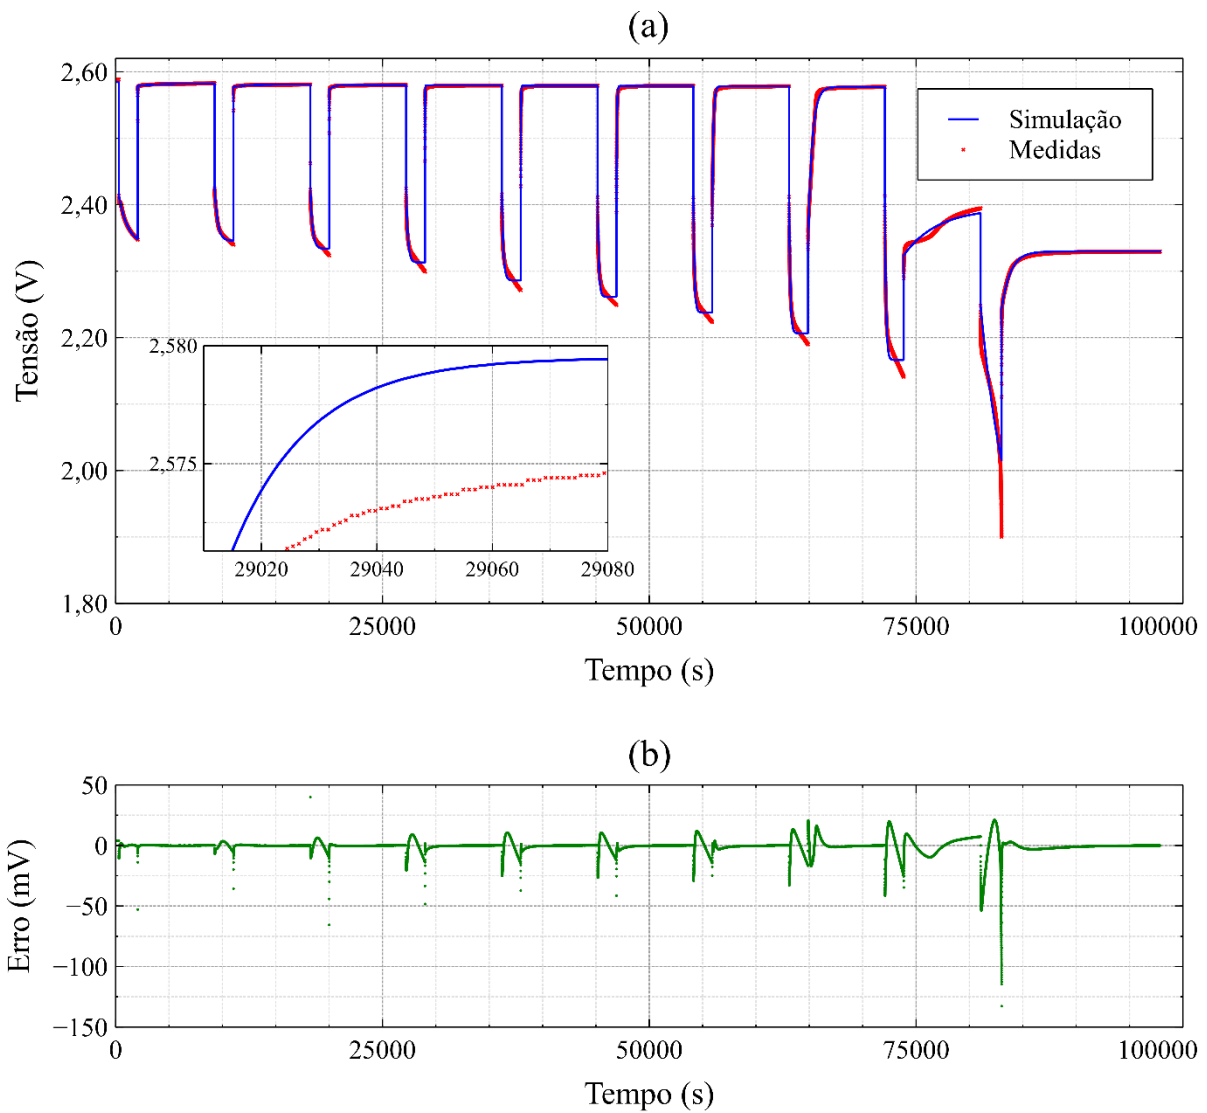 (a)
2,60
2,40
2,20
2,00
1,80
Tensão (V)
Simulação
Medidas
2,580
2,575
29020 29040 29060 29080
0 25000 50000 75000 100000
Tempo (s)
(b)
50
0
−50
−100
−150
Erro (mV)
0 25000 50000 75000 100000
Tempo (s)